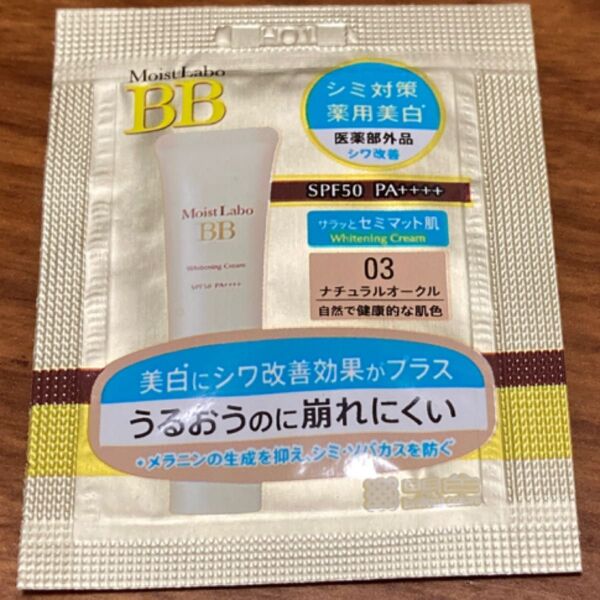 MoistLabo
BB
シミ対策
薬用美白*
医薬部外品
シワ改善
SPF50 PA++++
サラッとセミマット肌
Whitening Cream
03
ナチュラルオークル
自然で健康的な肌色
Moist Labo
BB
Whitening Cream
SPF50 PA++++
美白*にシワ改善効果がプラス
うるおうのに崩れにくい
*メラニンの生成を抑え、シミ・ソバカスを防ぐ
明色